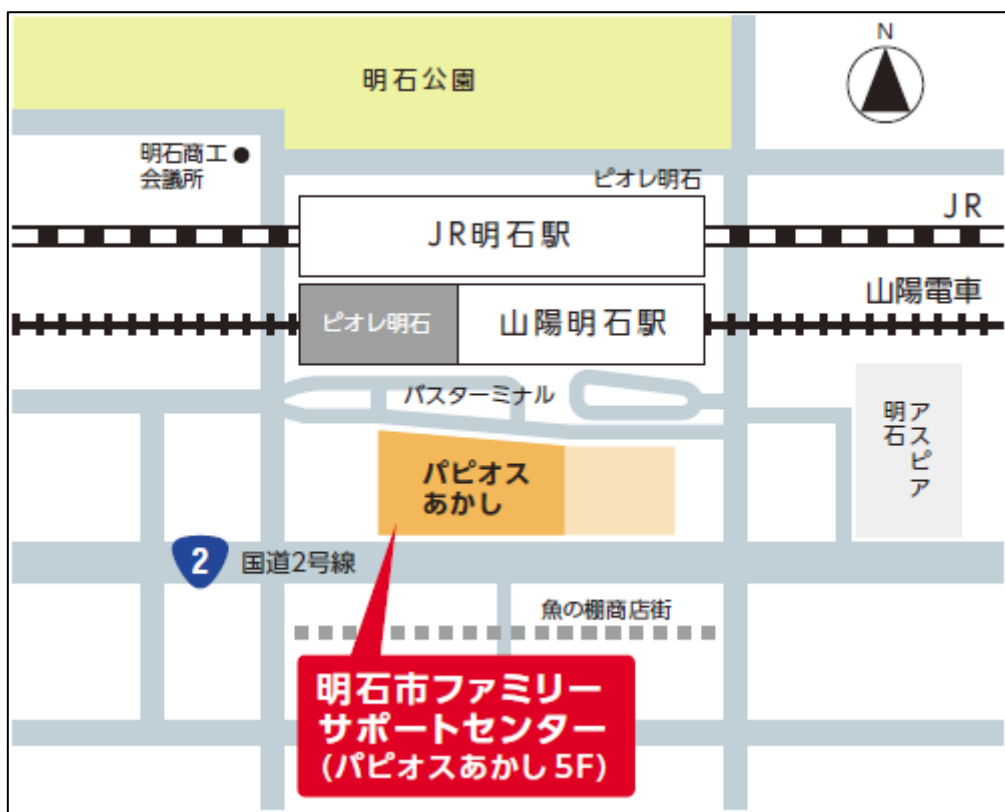 N
明石公園
明石商工
会議所
ピオレ明石
JR明石駅
JR
ピオレ明石
山陽明石駅
山陽電車
バスターミナル
アスピア
明石
パピオス
あかし
2
国道2号線
魚の棚商店街
明石市ファミリー
サポートセンター
(パピオスあかし5F)